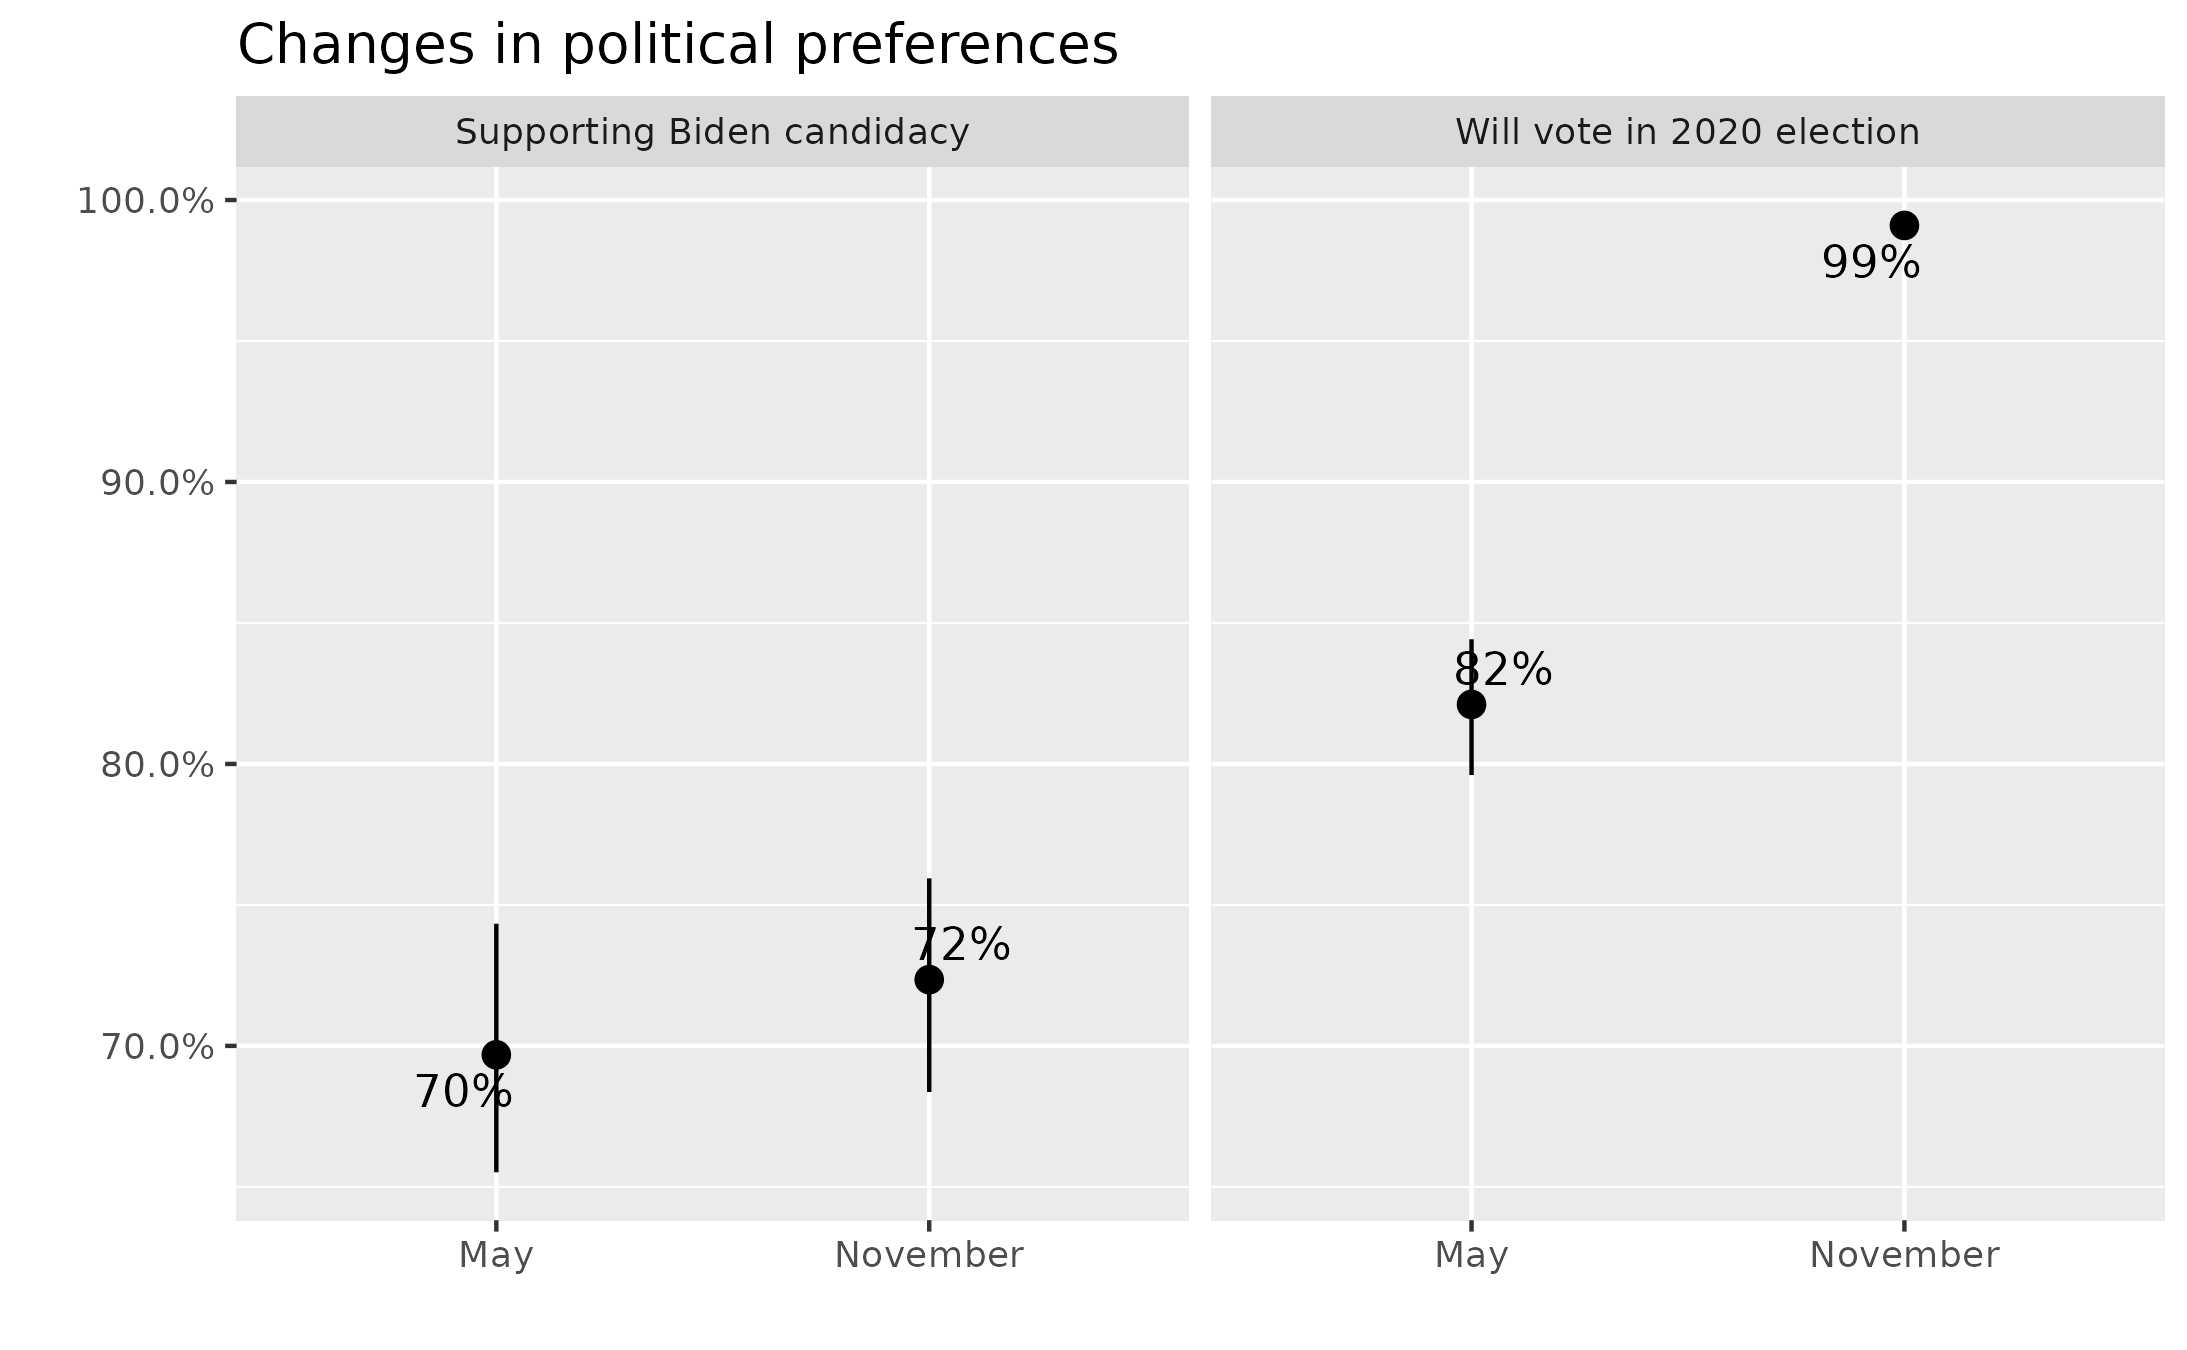 Changes in political preferences
Supporting Biden candidacy
Will vote in 2020 election
100.0%
90.0%
80.0%
70.0%
99%
82%
72%
70%
May
November
May
November